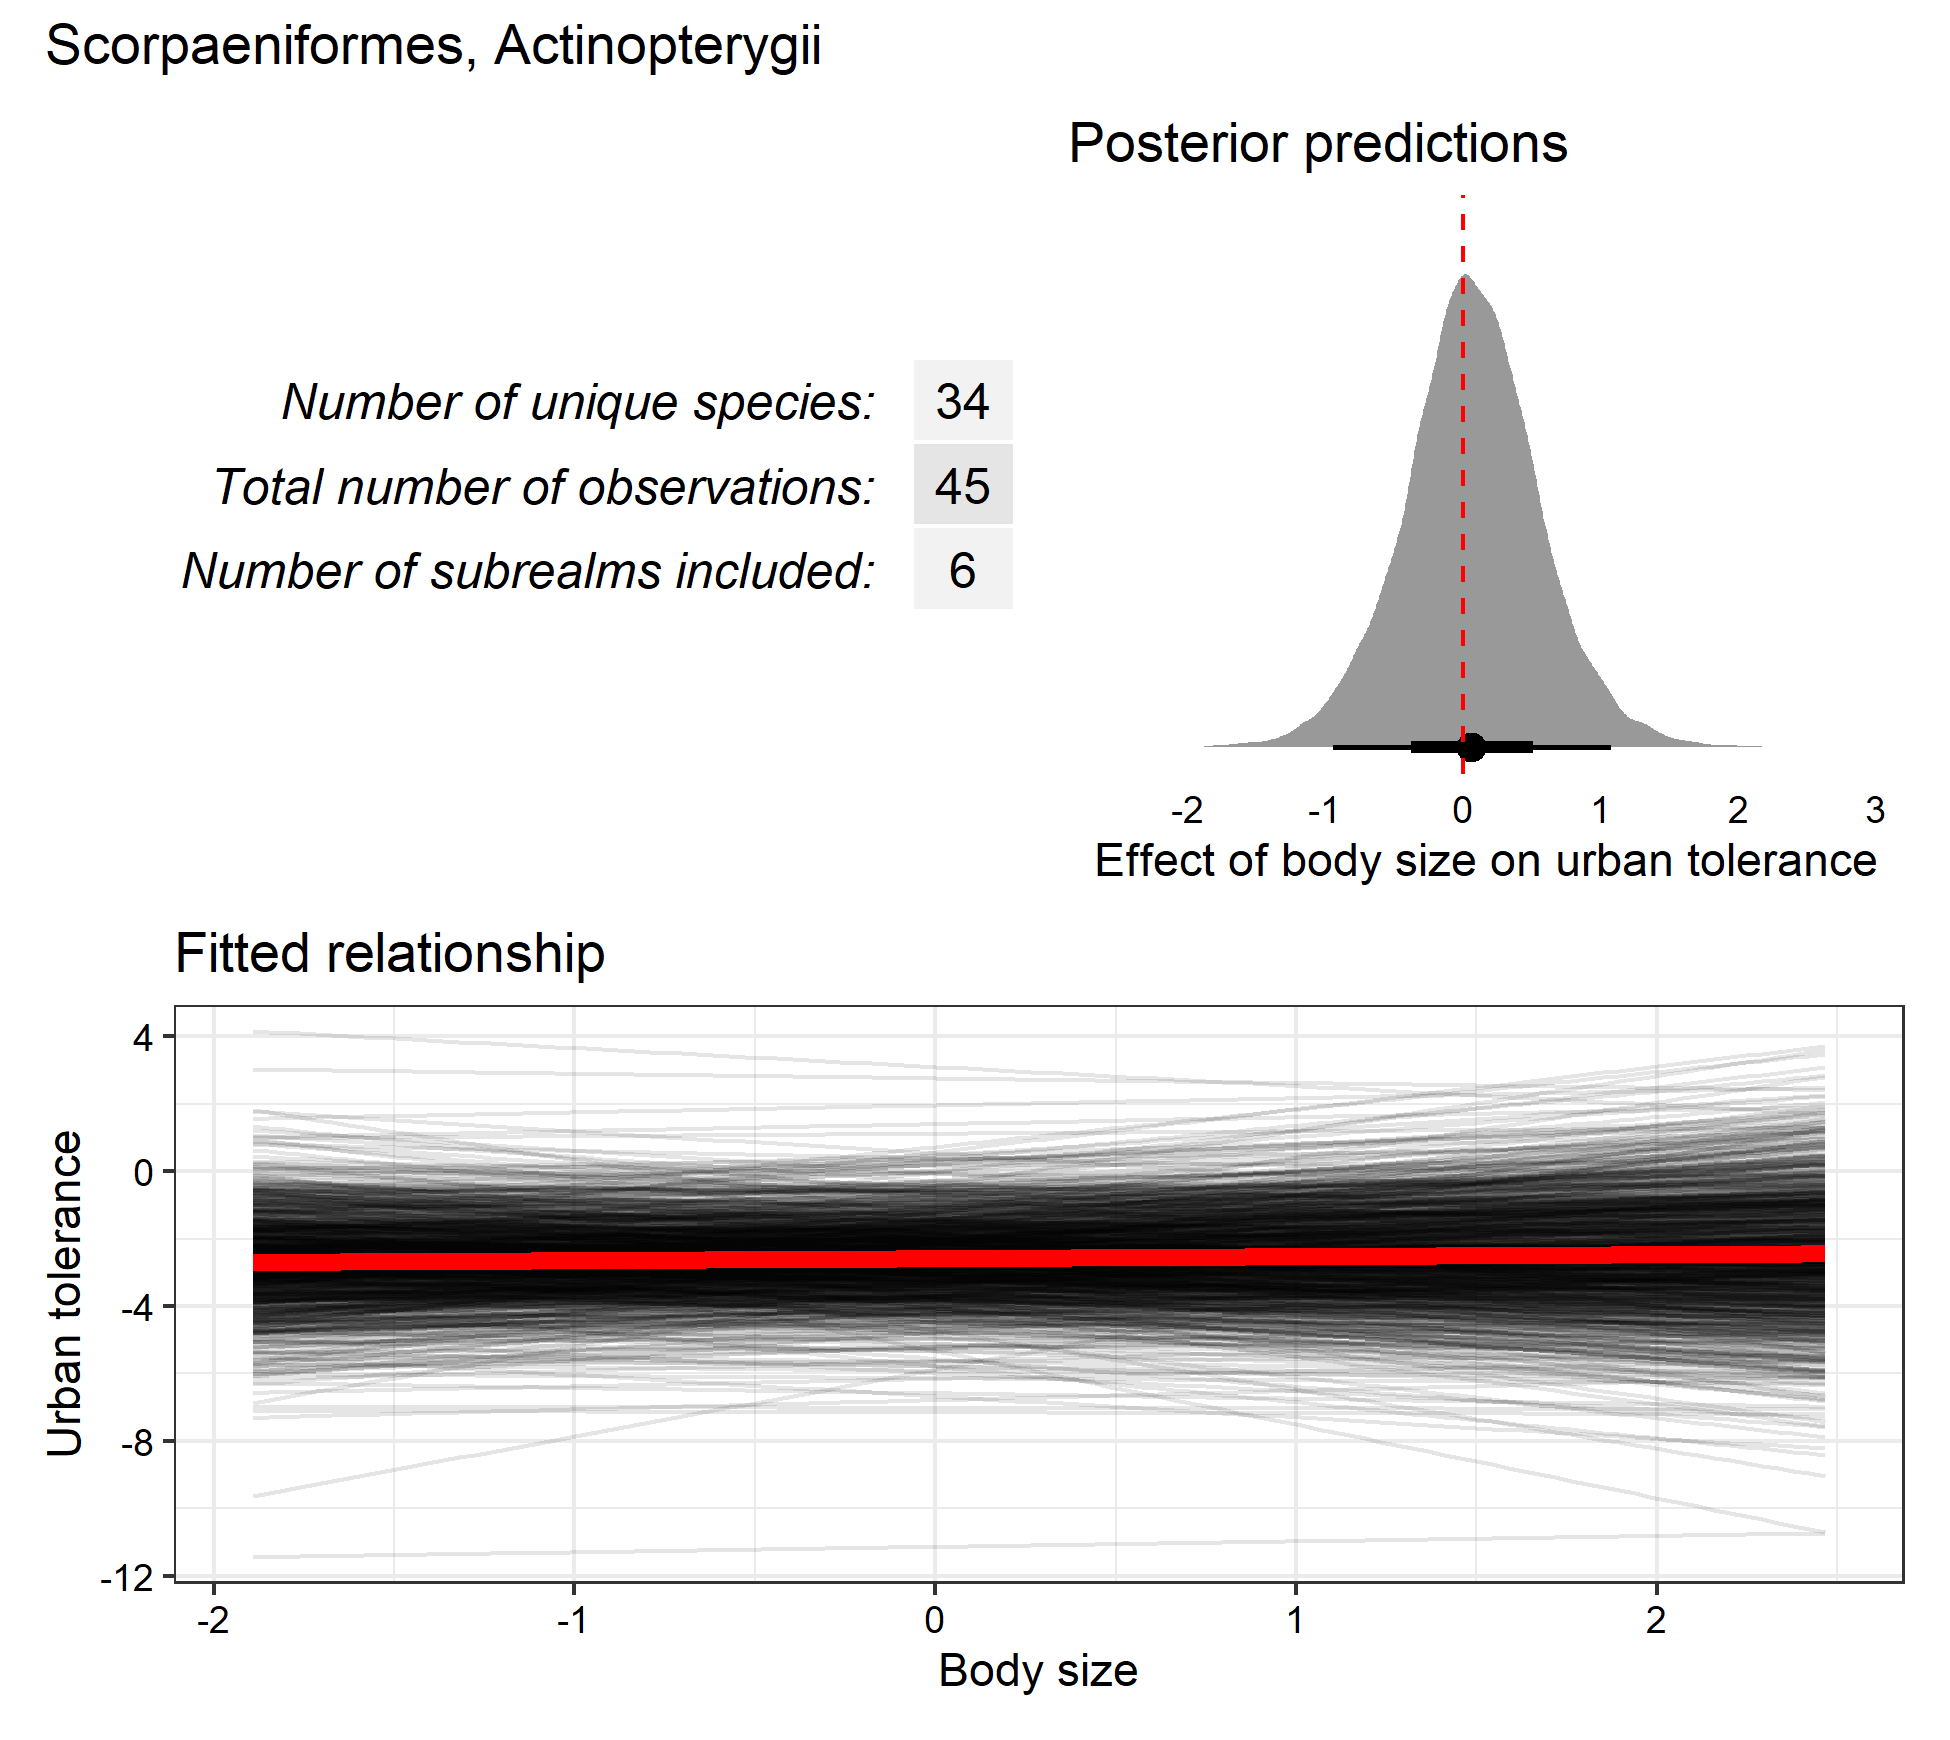 Scorpaeniformes, Actinopterygii
Posterior predictions
Number of unique species: 34
Total number of observations: 45
Number of subrealms included: 6
-2 -1 0 1 2 3
Effect of body size on urban tolerance
Fitted relationship
4
0
-4
-8
-12
Urban tolerance
-2 -1 0 1 2
Body size